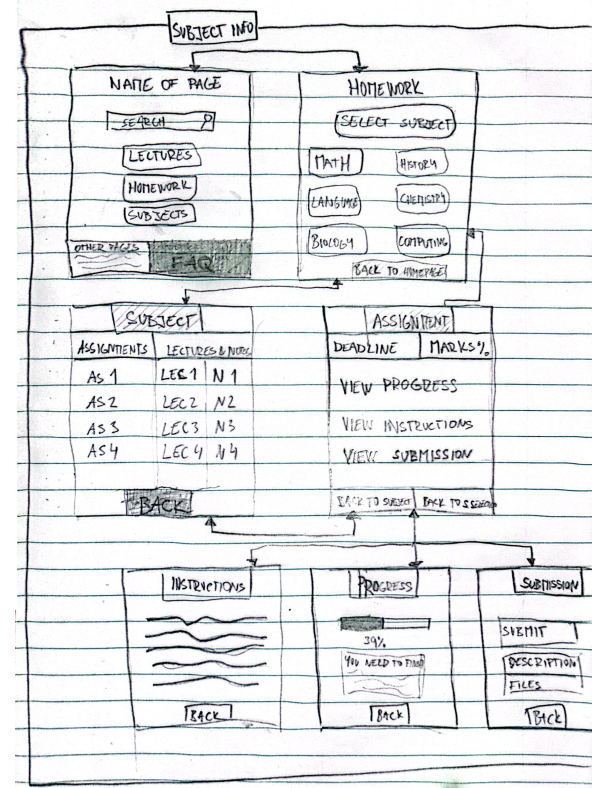 SUBJECT INFO
NAME OF PAGE
SEARCH
LECTURES
HOMEWORK
SUBJECTS
OTHER PAGES
FAQ
HOMEWORK
SELECT SUBJECT
MATH HISTORY
LANGUAGE CHEMISTRY
BIOLOGY COMPUTING
BACK TO HOMEPAGE
SUBJECT
ASSIGNMENTS LECTURES & NOTES
AS 1 LEC 1 N 1
AS 2 LEC 2 N 2
AS 3 LEC 3 N 3
AS 4 LEC 4 N 4
BACK
ASSIGNMENT
DEADLINE MARKS %
VIEW PROGRESS
VIEW INSTRUCTIONS
VIEW SUBMISSION
BACK TO SUBJECT BACK TO
INSTRUCTIONS
BACK
PROGRESS
39%
YOU NEED TO
BACK
SUBMISSION
SUBMIT
DESCRIPTION
FILES
BACK